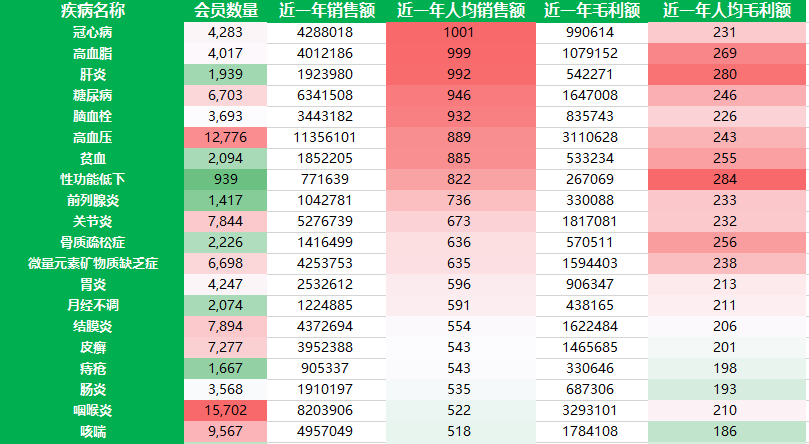 疾病名称 会员数量 近一年销售额 近一年人均销售额 近一年毛利额 近一年人均毛利额
冠心病 4,283 4288018 1001 990614 231
高血脂 4,017 4012186 999 1079152 269
肝炎 1,939 1923980 992 542271 280
糖尿病 6,703 6341508 946 1647008 246
脑血栓 3,693 3443182 932 835743 226
高血压 12,776 11356101 889 3110628 243
贫血 2,094 1852205 885 533234 255
性功能低下 939 771639 822 267069 284
前列腺炎 1,417 1042781 736 330088 233
关节炎 7,844 5276739 673 1817081 232
骨质疏松症 2,226 1416499 636 570511 256
微量元素矿物质缺乏症 6,698 4253753 635 1594403 238
胃炎 4,247 2532612 596 906347 213
月经不调 2,074 1224885 591 438165 211
结膜炎 7,894 4372694 554 1622484 206
皮癣 7,277 3952388 543 1465685 201
痔疮 1,667 905337 543 330646 198
肠炎 3,568 1910197 535 687306 193
咽喉炎 15,702 8203906 522 3293101 210
咳喘 9,567 4957049 518 1784108 186